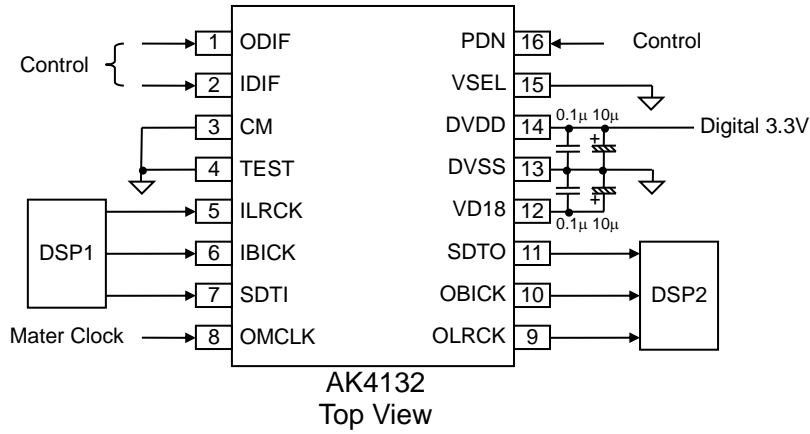 Control
1 ODIF
2 IDIF
3 CM
4 TEST
DSP1
5 ILRCK
6 IBICK
7 SDTI
Mater Clock
8 OMCLK
PDN 16
Control
VSEL 15
0.1μ 10μ
DVDD 14
+
Digital 3.3V
DVSS 13
+
VD18 12
0.1μ 10μ
SDTO 11
OBICK 10
DSP2
OLRCK 9
AK4132
Top View